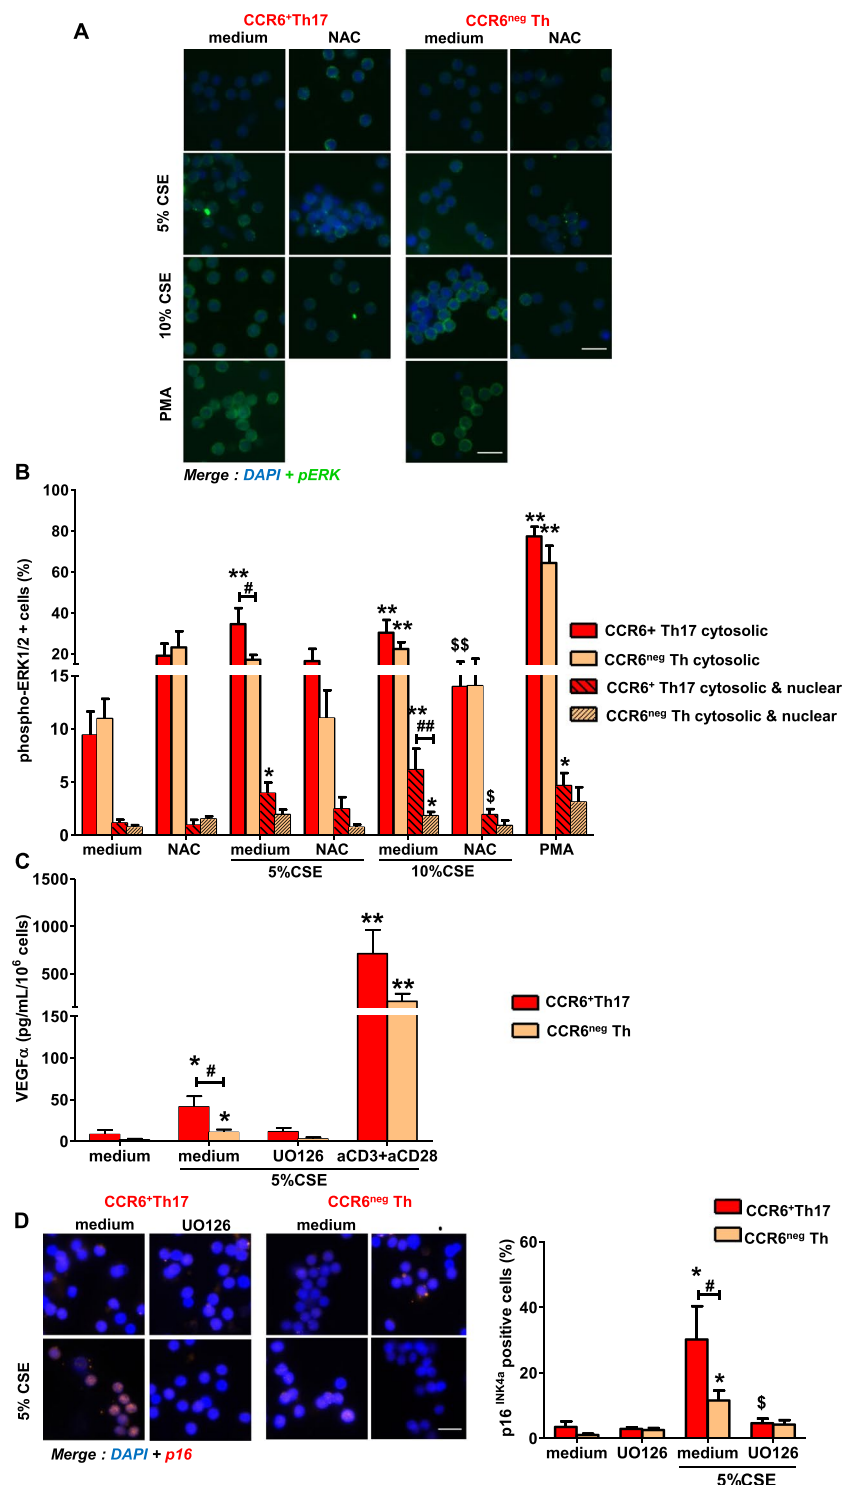 A
CCR6+Th17
CCR6neg Th
medium NAC medium NAC
5% CSE
10% CSE
PMA
Merge : DAPI + pERK
B
phospho-ERK1/2 + cells (%)
100
80
60
40
20
15
10
5
0
** # ** ** $$ ** **
* ** ## * $ *
medium NAC medium NAC medium NAC PMA
5%CSE 10%CSE
CCR6+ Th17 cytosolic
CCR6neg Th cytosolic
CCR6+ Th17 cytosolic & nuclear
CCR6neg Th cytosolic & nuclear
C
VEGFα (pg/mL/10⁶ cells)
1500
1000
500
150
100
50
0
* # * ** **
medium medium UO126 aCD3+aCD28
5%CSE
CCR6+Th17
CCR6neg Th
D
CCR6+Th17
CCR6neg Th
medium UO126 medium
5% CSE
Merge : DAPI + p16
p16 INK4a positive cells (%)
60
40
20
0
* # * $
medium UO126 medium UO126
5%CSE
CCR6+Th17
CCR6neg Th